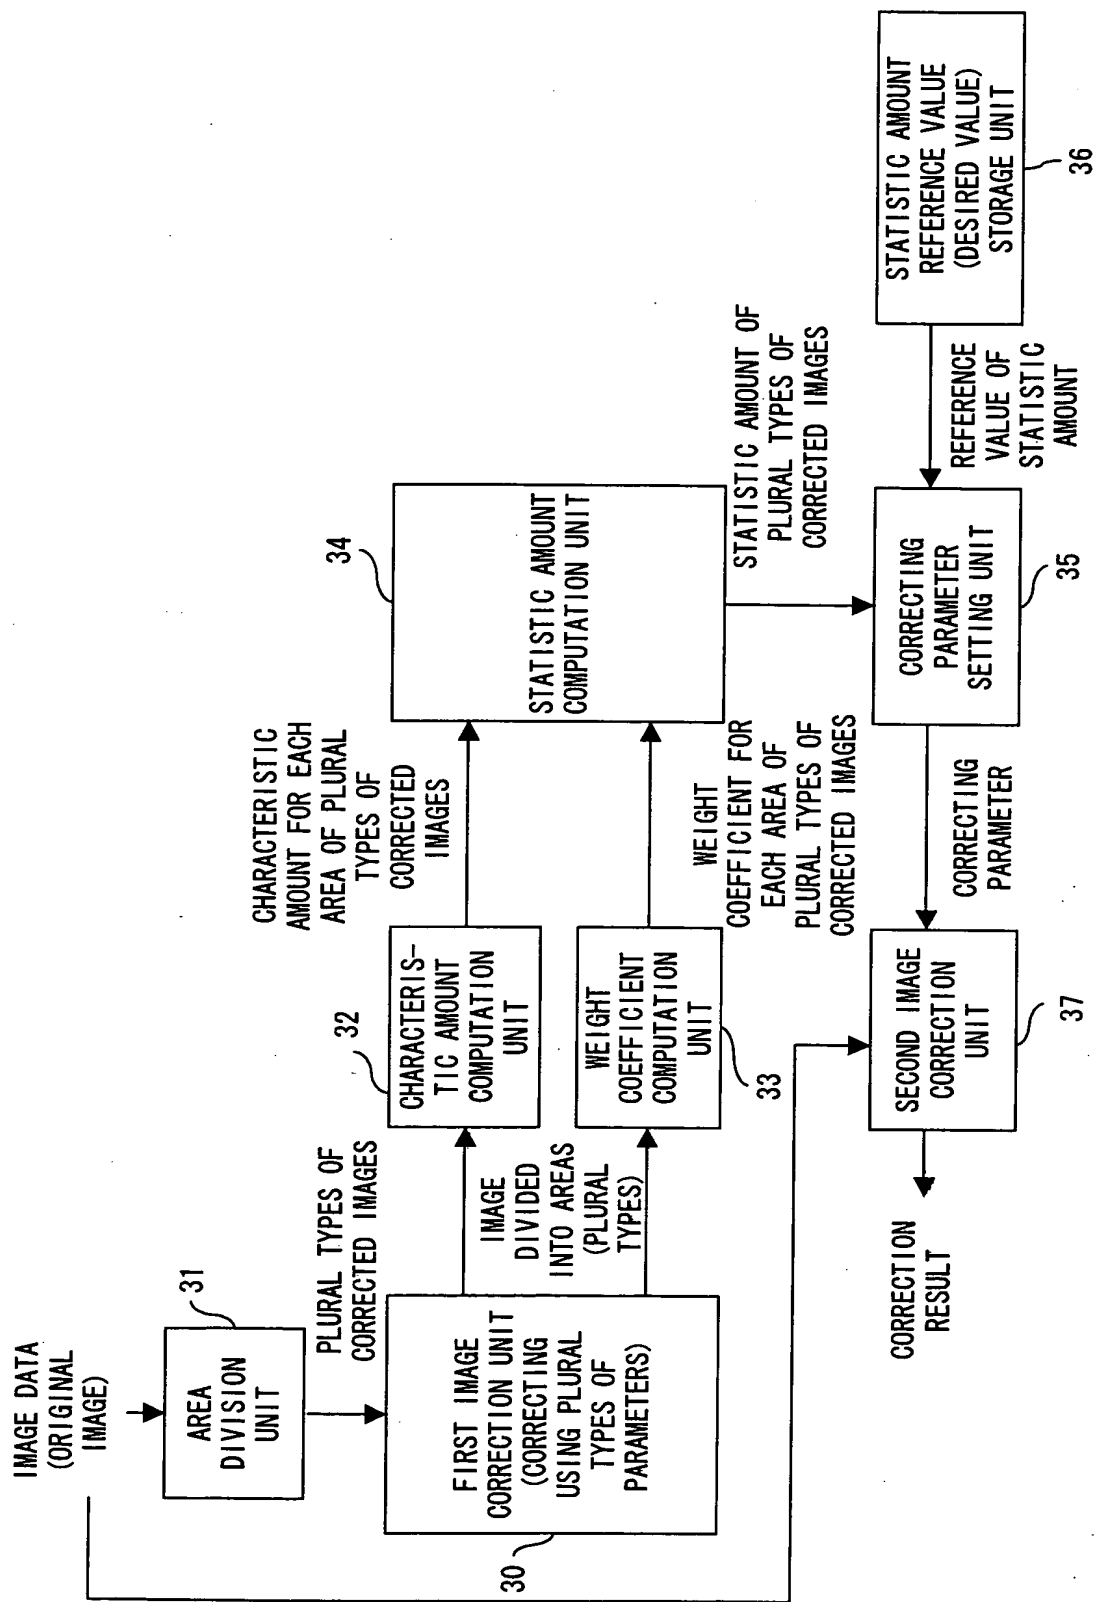 IMAGE DATA
(ORIGINAL
IMAGE)
31
AREA
DIVISION
UNIT
PLURAL TYPES OF
CORRECTED IMAGES
FIRST IMAGE
CORRECTION UNIT
(CORRECTING
USING PLURAL
TYPES OF
PARAMETERS)
30
IMAGE
DIVIDED
INTO AREAS
(PLURAL
TYPES)
32
CHARACTERIS-
TIC AMOUNT
COMPUTATION
UNIT
WEIGHT
COEFFICIENT
COMPUTATION
UNIT
33
CHARACTERISTIC
AMOUNT FOR EACH
AREA OF PLURAL
TYPES OF
CORRECTED
IMAGES
WEIGHT
COEFFICIENT FOR
EACH AREA OF
PLURAL TYPES OF
CORRECTED IMAGES
34
STATISTIC AMOUNT
COMPUTATION UNIT
STATISTIC AMOUNT OF
PLURAL TYPES OF
CORRECTED IMAGES
STATISTIC AMOUNT
REFERENCE VALUE
(DESIRED VALUE)
STORAGE UNIT
36
REFERENCE
VALUE OF
STATISTIC
AMOUNT
CORRECTING
PARAMETER
SETTING UNIT
35
CORRECTING
PARAMETER
SECOND IMAGE
CORRECTION
UNIT
37
CORRECTION
RESULT